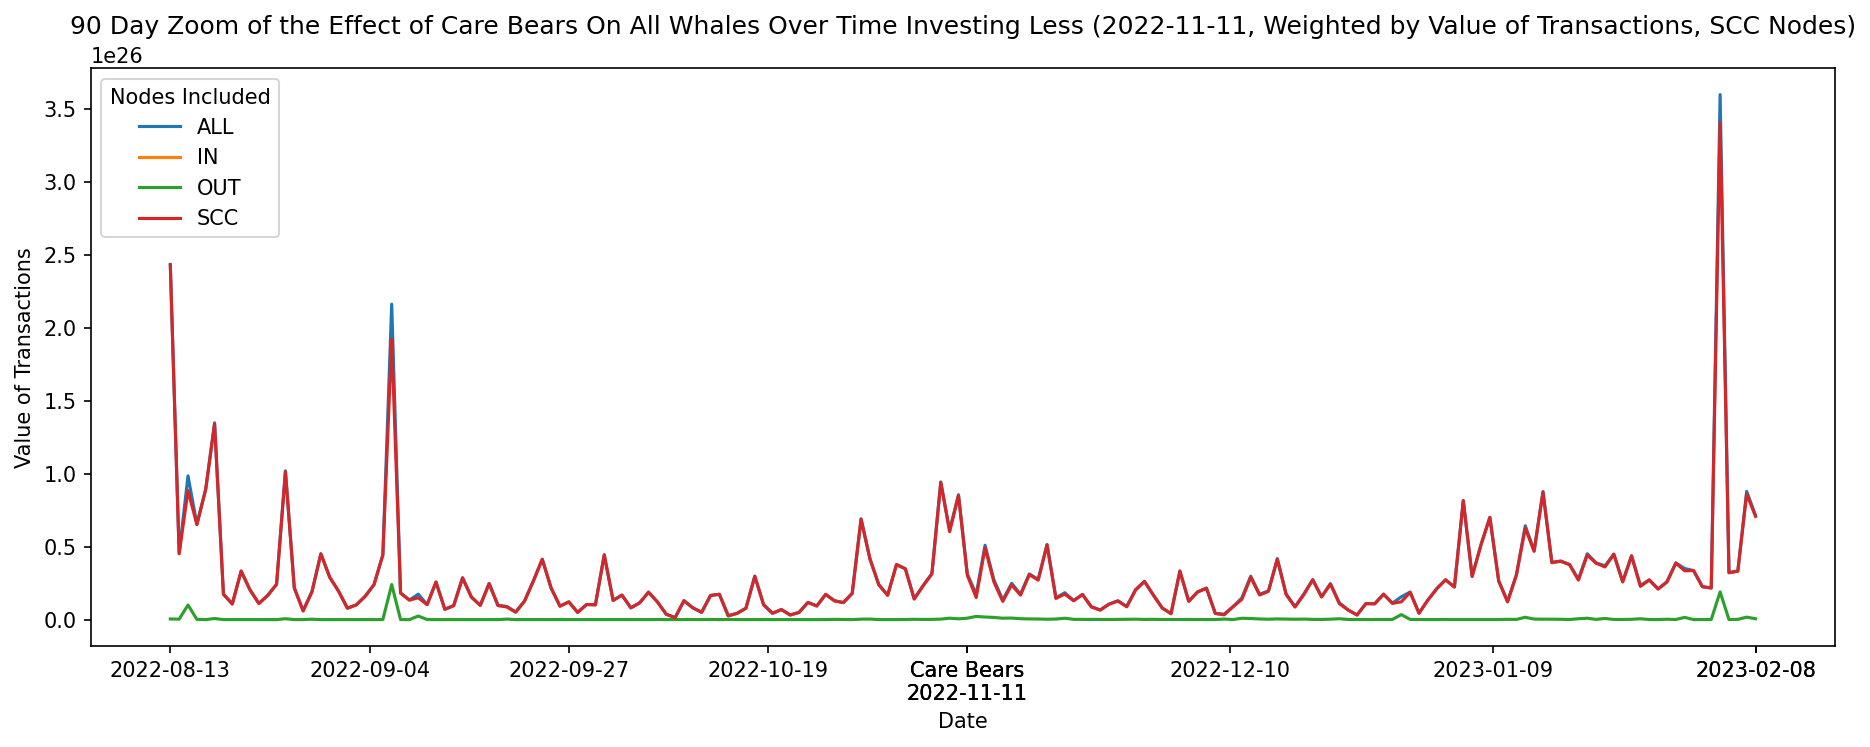 90 Day Zoom of the Effect of Care Bears On All Whales Over Time Investing Less (2022-11-11, Weighted by Value of Transactions, SCC Nodes)
1e26
Nodes Included
ALL
IN
OUT
SCC
3.5
3.0
2.5
2.0
1.5
1.0
0.5
0.0
Value of Transactions
2022-08-13
2022-09-04
2022-09-27
2022-10-19
Care Bears
2022-11-11
2022-12-10
2023-01-09
2023-02-08
Date